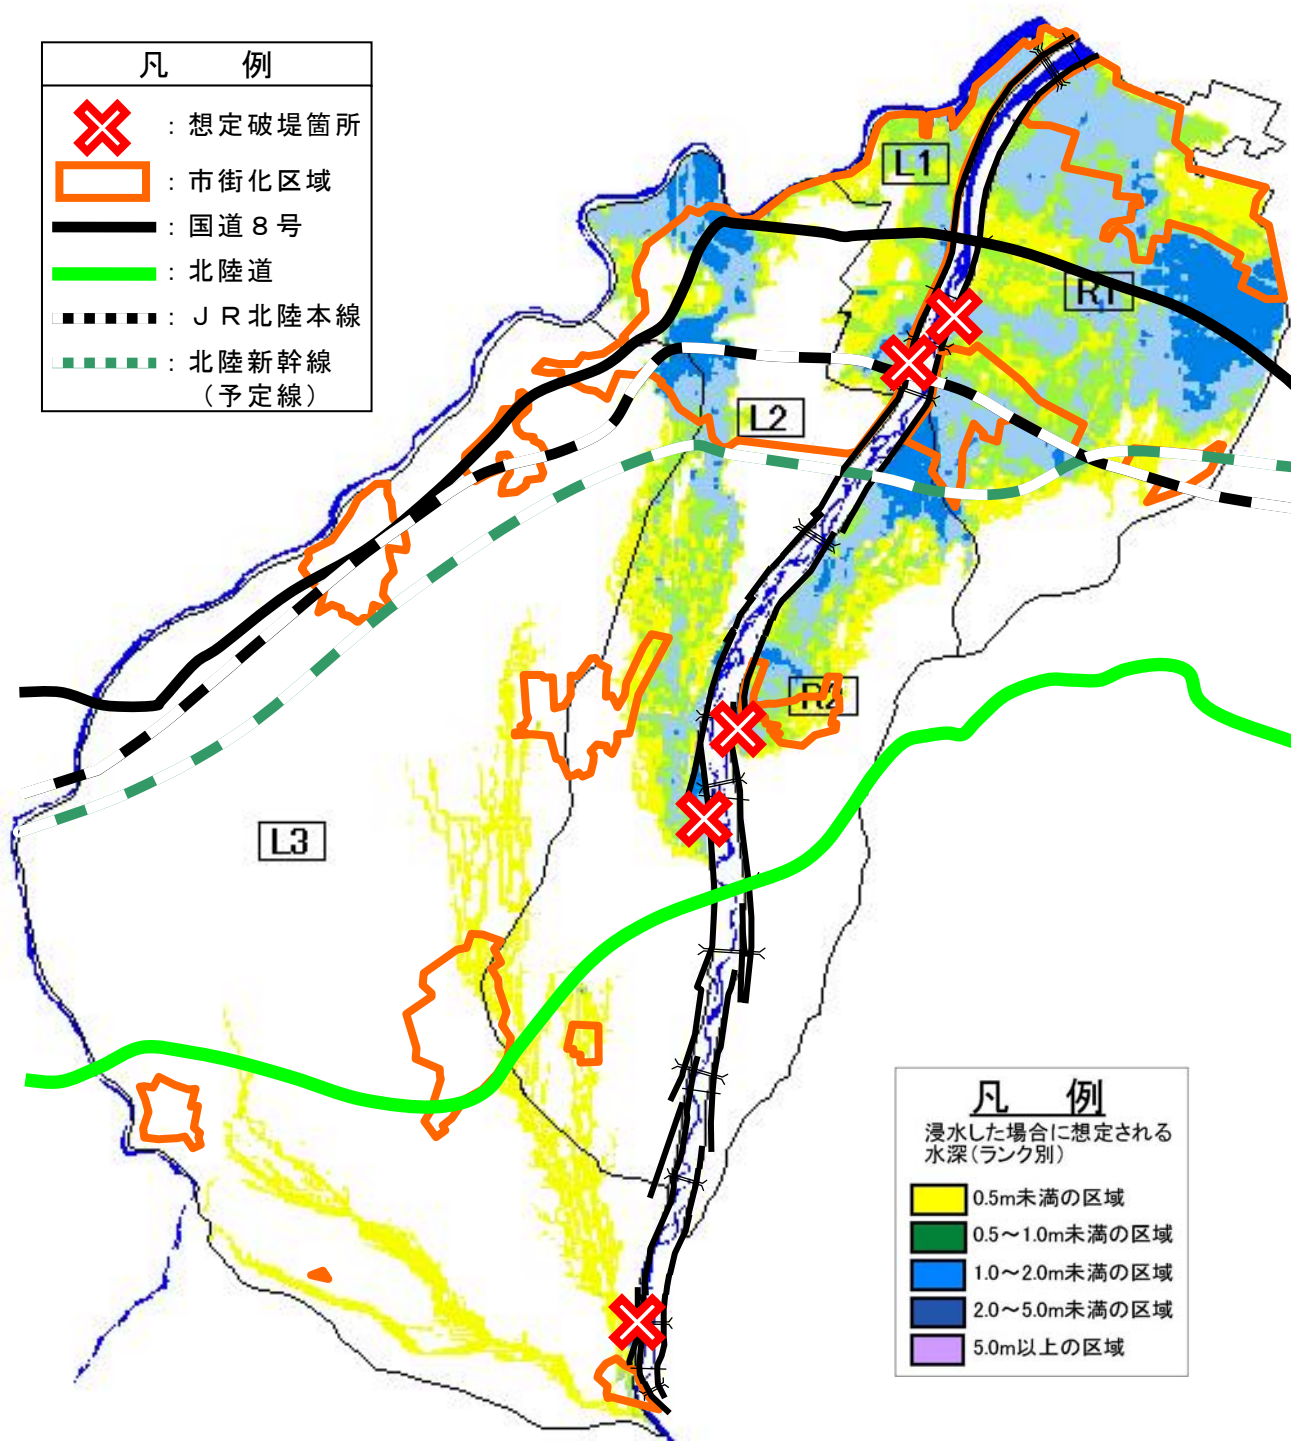 凡 例
: 想定破堤箇所
: 市街化区域
: 国道８号
: 北陸道
: ＪＲ北陸本線
: 北陸新幹線
（予定線）
L1
R1
L2
R2
L3
凡 例
浸水した場合に想定される
水深(ランク別)
0.5m未満の区域
0.5～1.0m未満の区域
1.0～2.0m未満の区域
2.0～5.0m未満の区域
5.0m以上の区域